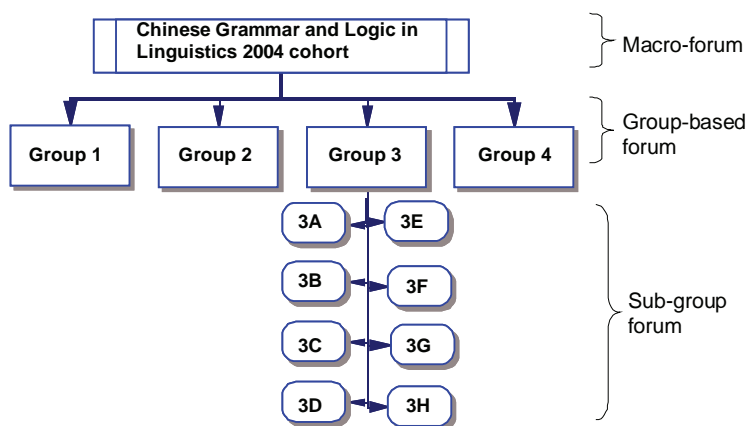 Chinese Grammar and Logic in
Linguistics 2004 cohort
Macro-forum
Group 1
Group 2
Group 3
Group 4
Group-based
forum
3A
3E
3B
3F
3C
3G
3D
3H
Sub-group
forum